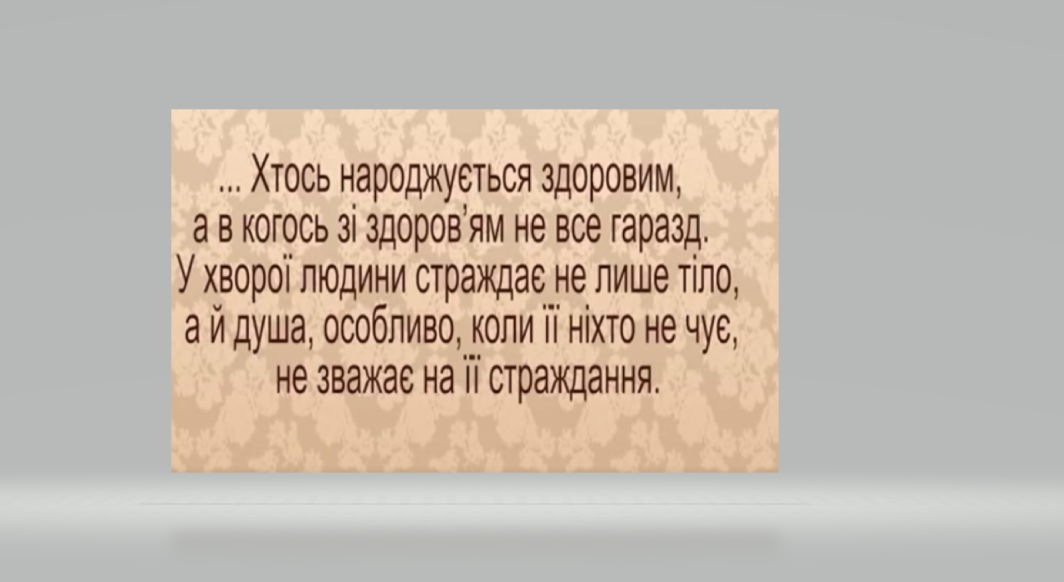 ... Хтось народжується здоровим,
а в когось зі здоров’ям не все гаразд.
У хворої людини страждає не лише тіло,
а й душа, особливо, коли її ніхто не чує,
не зважає на її страждання.